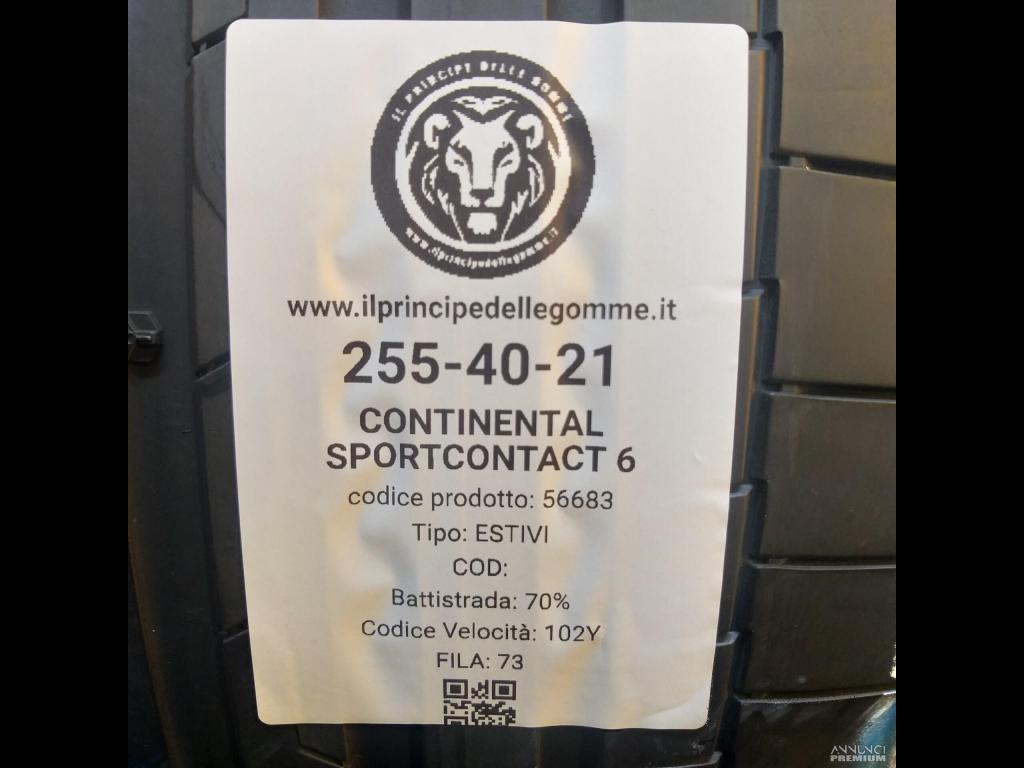 IL PRINCIPE DELLE GOMME
www.ilprincipedellegomme.it
www.ilprincipedellegomme.it
255-40-21
CONTINENTAL
SPORTCONTACT 6
codice prodotto: 56683
Tipo: ESTIVI
COD:
Battistrada: 70%
Codice Velocità: 102Y
FILA: 73
ANNUNCI
PREMIUM